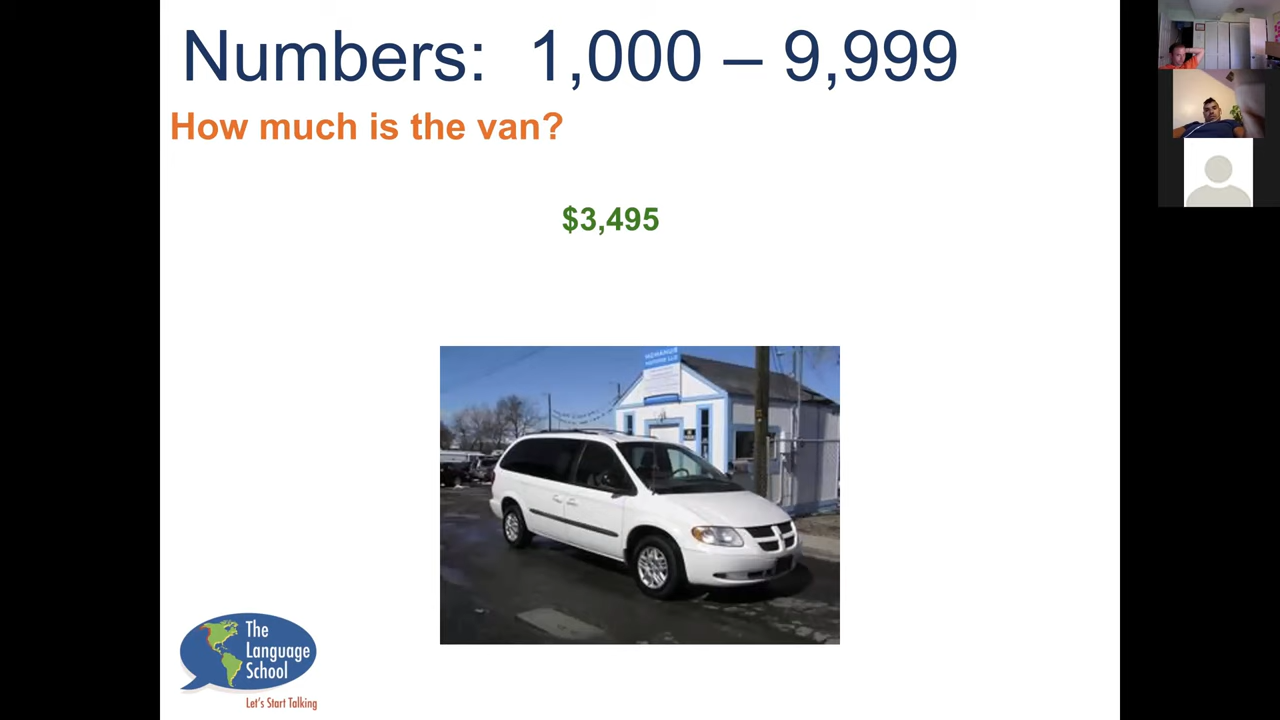 Numbers: 1,000 – 9,999
How much is the van?
$3,495
The
Language
School
Let's Start Talking